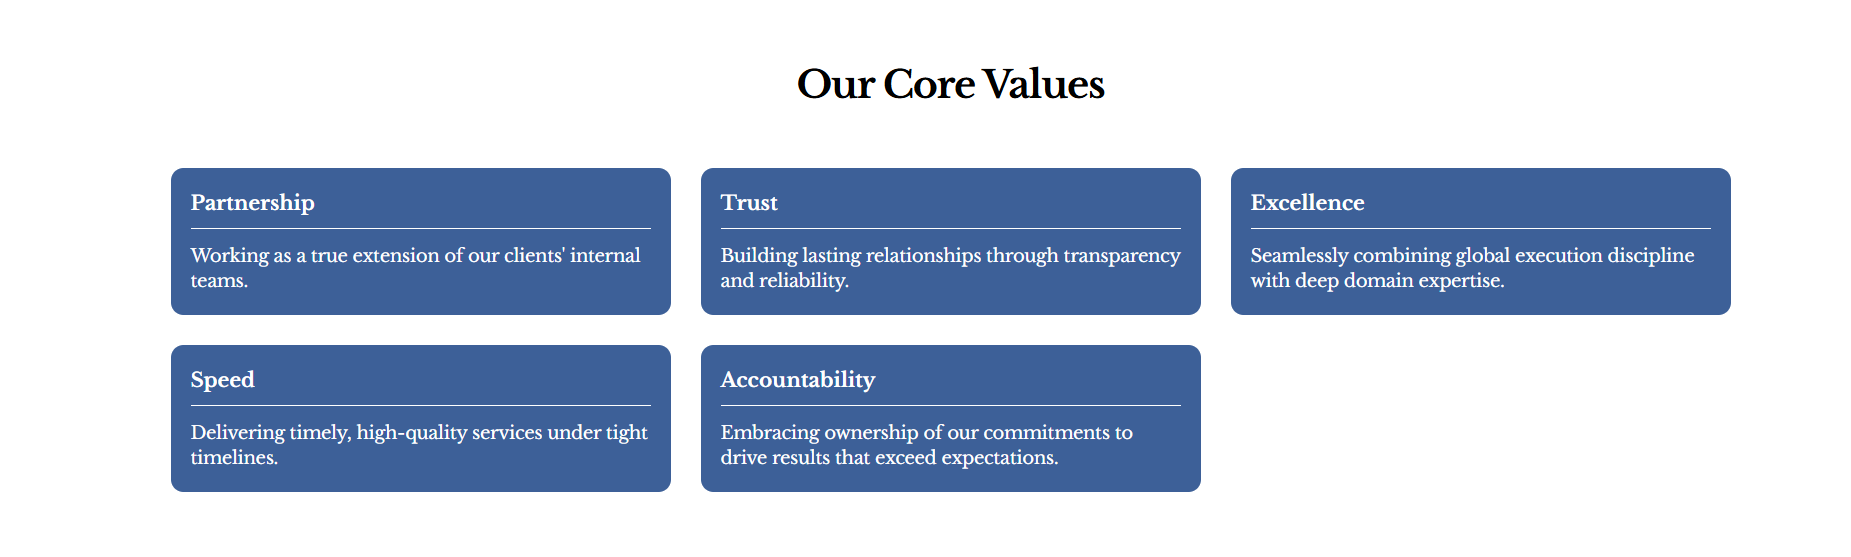 Our Core Values
Partnership
Working as a true extension of our clients' internal
teams.
Trust
Building lasting relationships through transparency
and reliability.
Excellence
Seamlessly combining global execution discipline
with deep domain expertise.
Speed
Delivering timely, high-quality services under tight
timelines.
Accountability
Embracing ownership of our commitments to
drive results that exceed expectations.